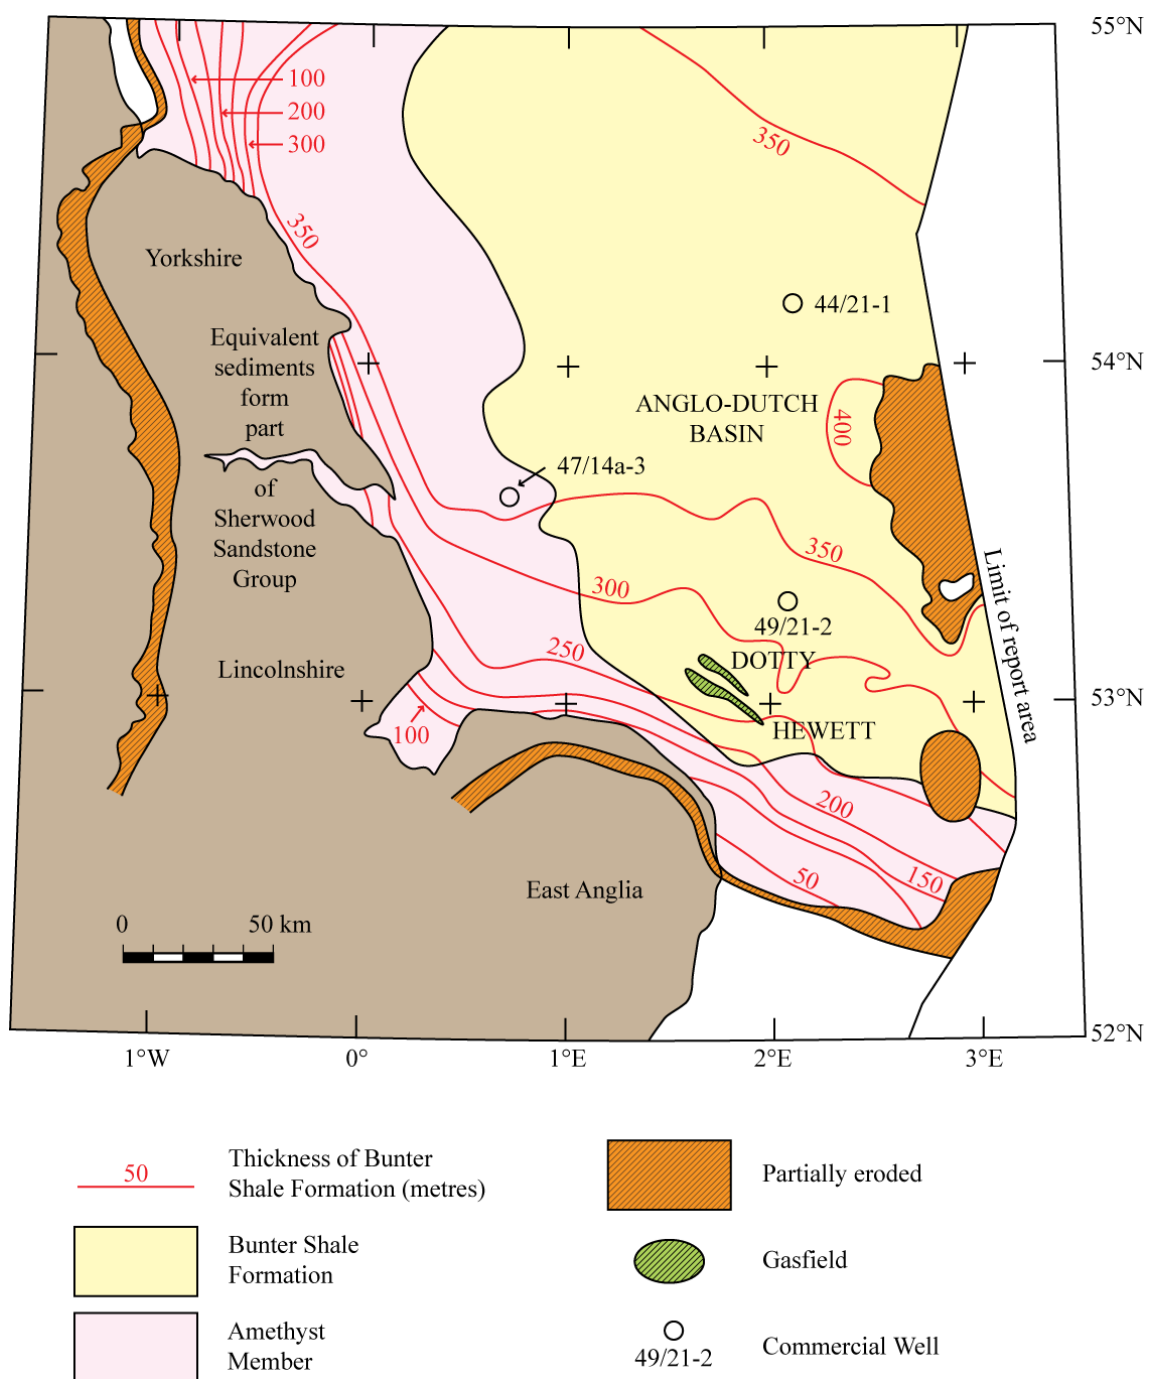 55°N
100
200
300
350
350
Yorkshire
44/21-1
Equivalent
sediments
form
part
54°N
ANGLO-DUTCH
BASIN
400
47/14a-3
of
Sherwood
Sandstone
Group
350
300
49/21-2
Limit of report area
250
DOTTY
Lincolnshire
53°N
HEWETT
100
200
150
50
East Anglia
0 50 km
52°N
1°W 0° 1°E 2°E 3°E
50
Thickness of Bunter
Shale Formation (metres)
Partially eroded
Bunter Shale
Formation
Gasfield
Amethyst
Member
49/21-2
Commercial Well